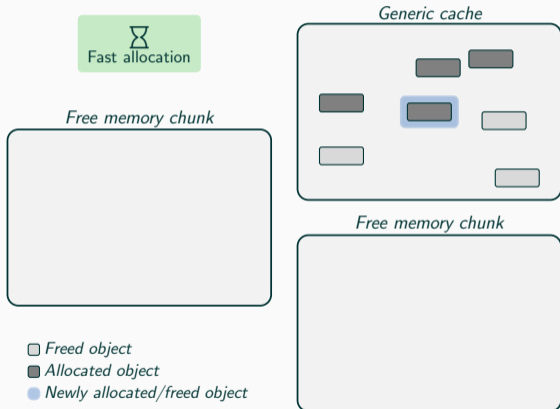 Generic cache
Fast allocation
Free memory chunk
Free memory chunk
Freed object
Allocated object
Newly allocated/freed object